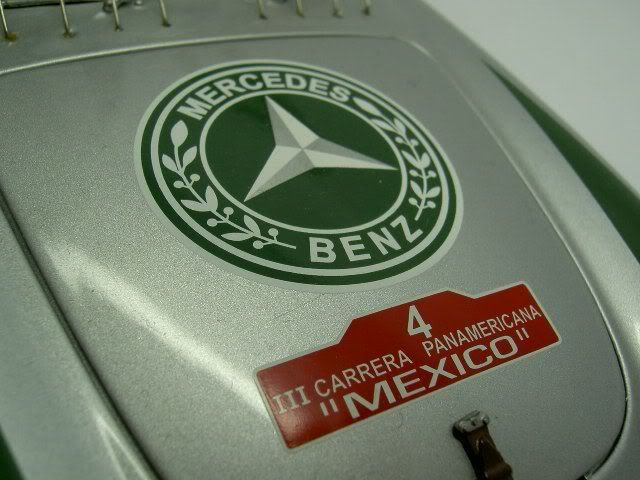 MERCEDES
BENZ
4
III CARRERA PANAMERICANA
"MEXICO"